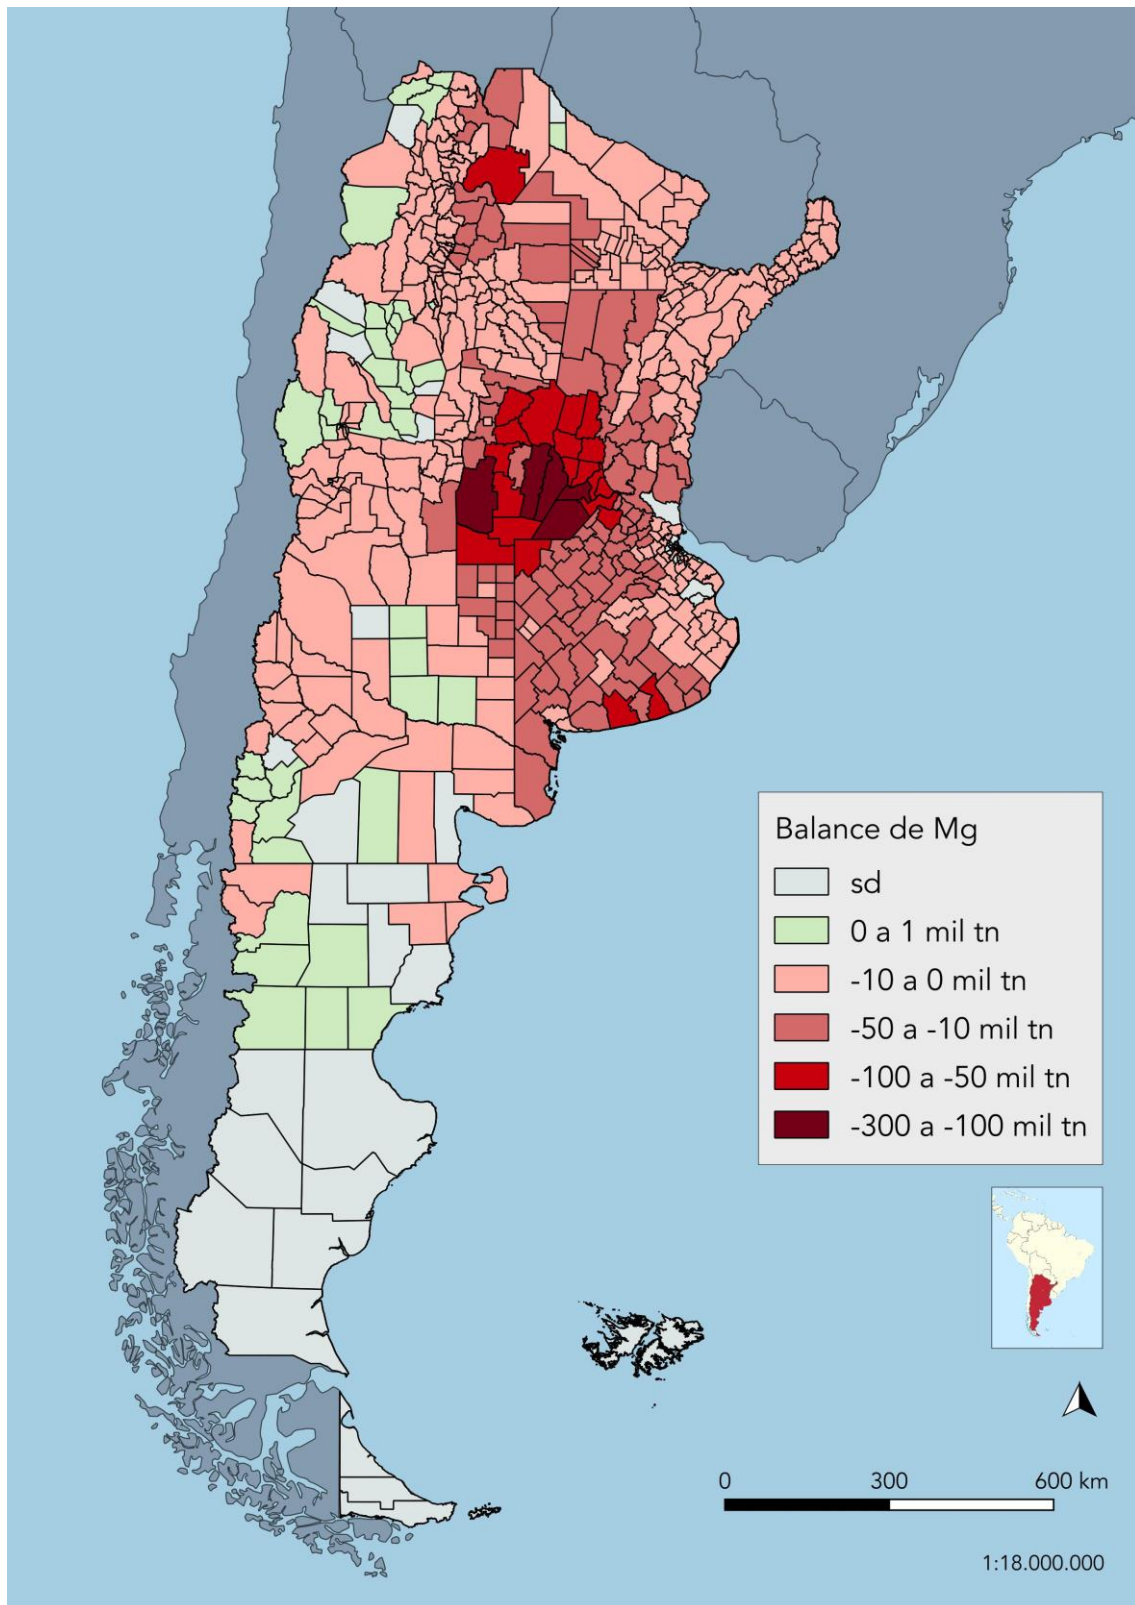 Balance de Mg
sd
0 a 1 mil tn
-10 a 0 mil tn
-50 a -10 mil tn
-100 a -50 mil tn
-300 a -100 mil tn
0 300 600 km
1:18.000.000